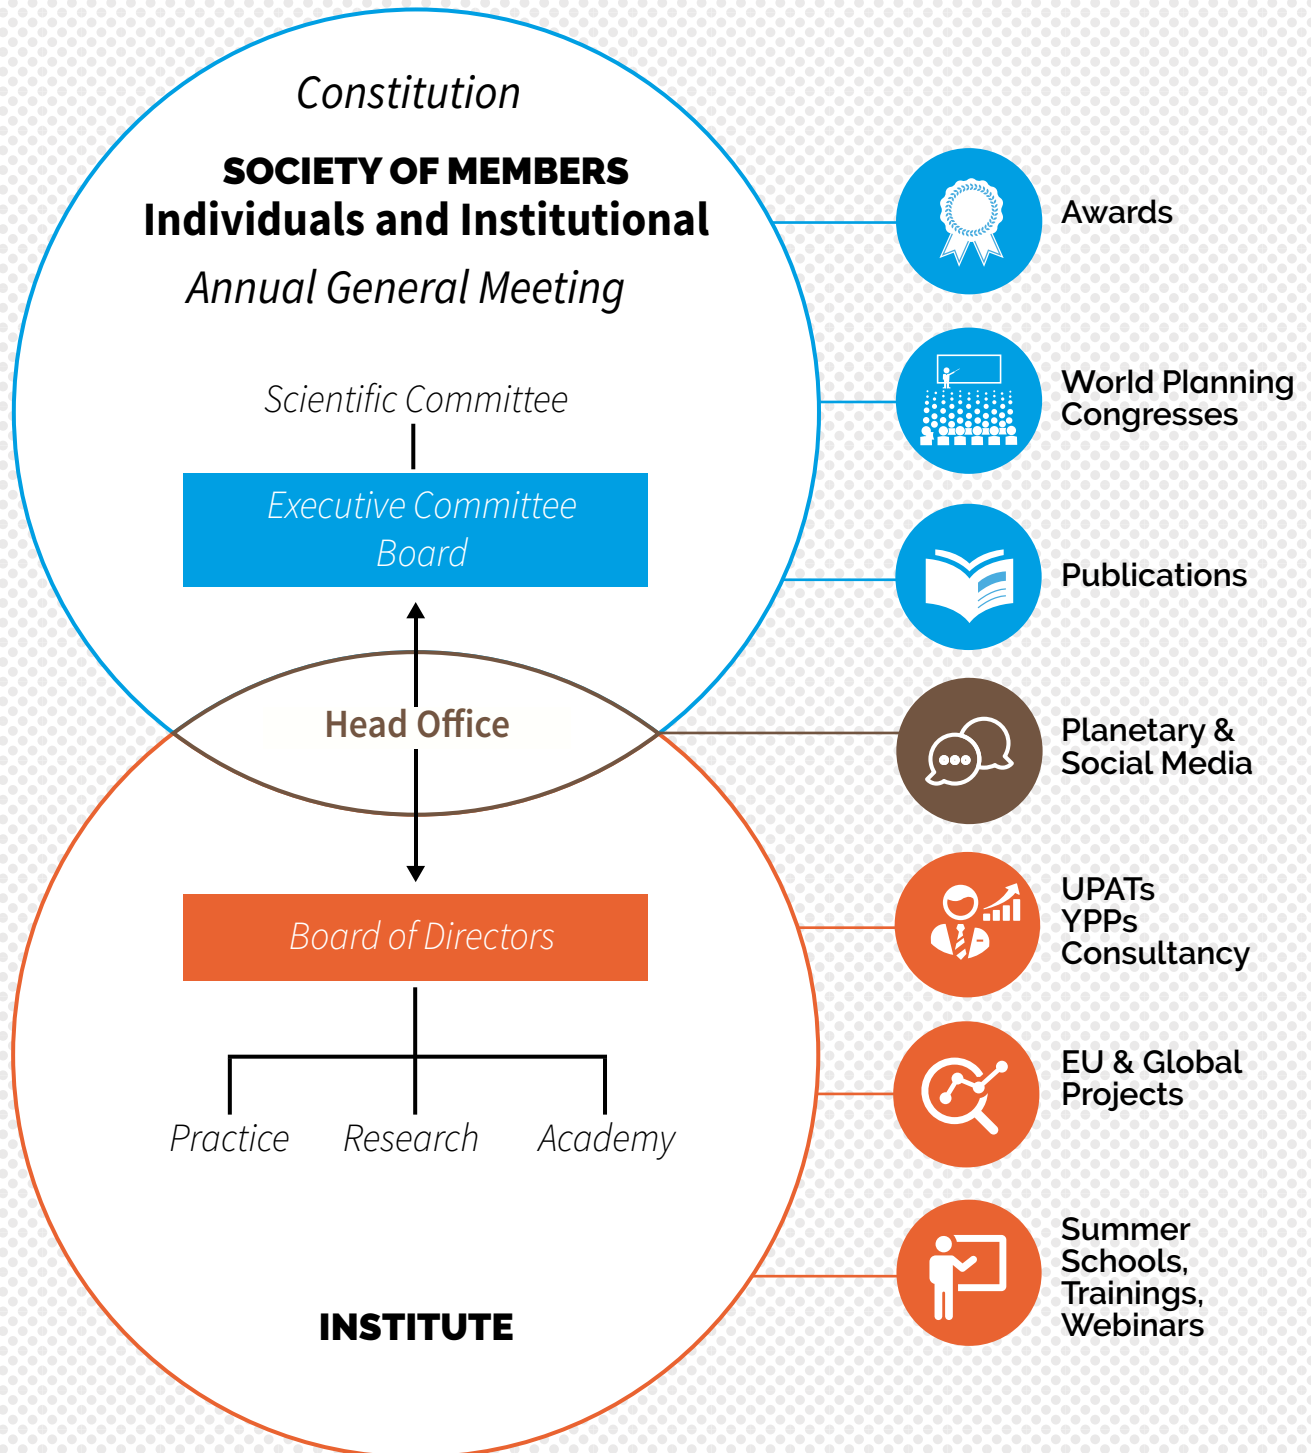 Constitution
SOCIETY OF MEMBERS
Individuals and Institutional
Annual General Meeting
Scientific Committee
Executive Committee
Board
Head Office
Board of Directors
Practice
Research
Academy
INSTITUTE
Awards
World Planning
Congresses
Publications
Planetary &
Social Media
UPATs
YPPs
Consultancy
EU & Global
Projects
Summer
Schools,
Trainings,
Webinars